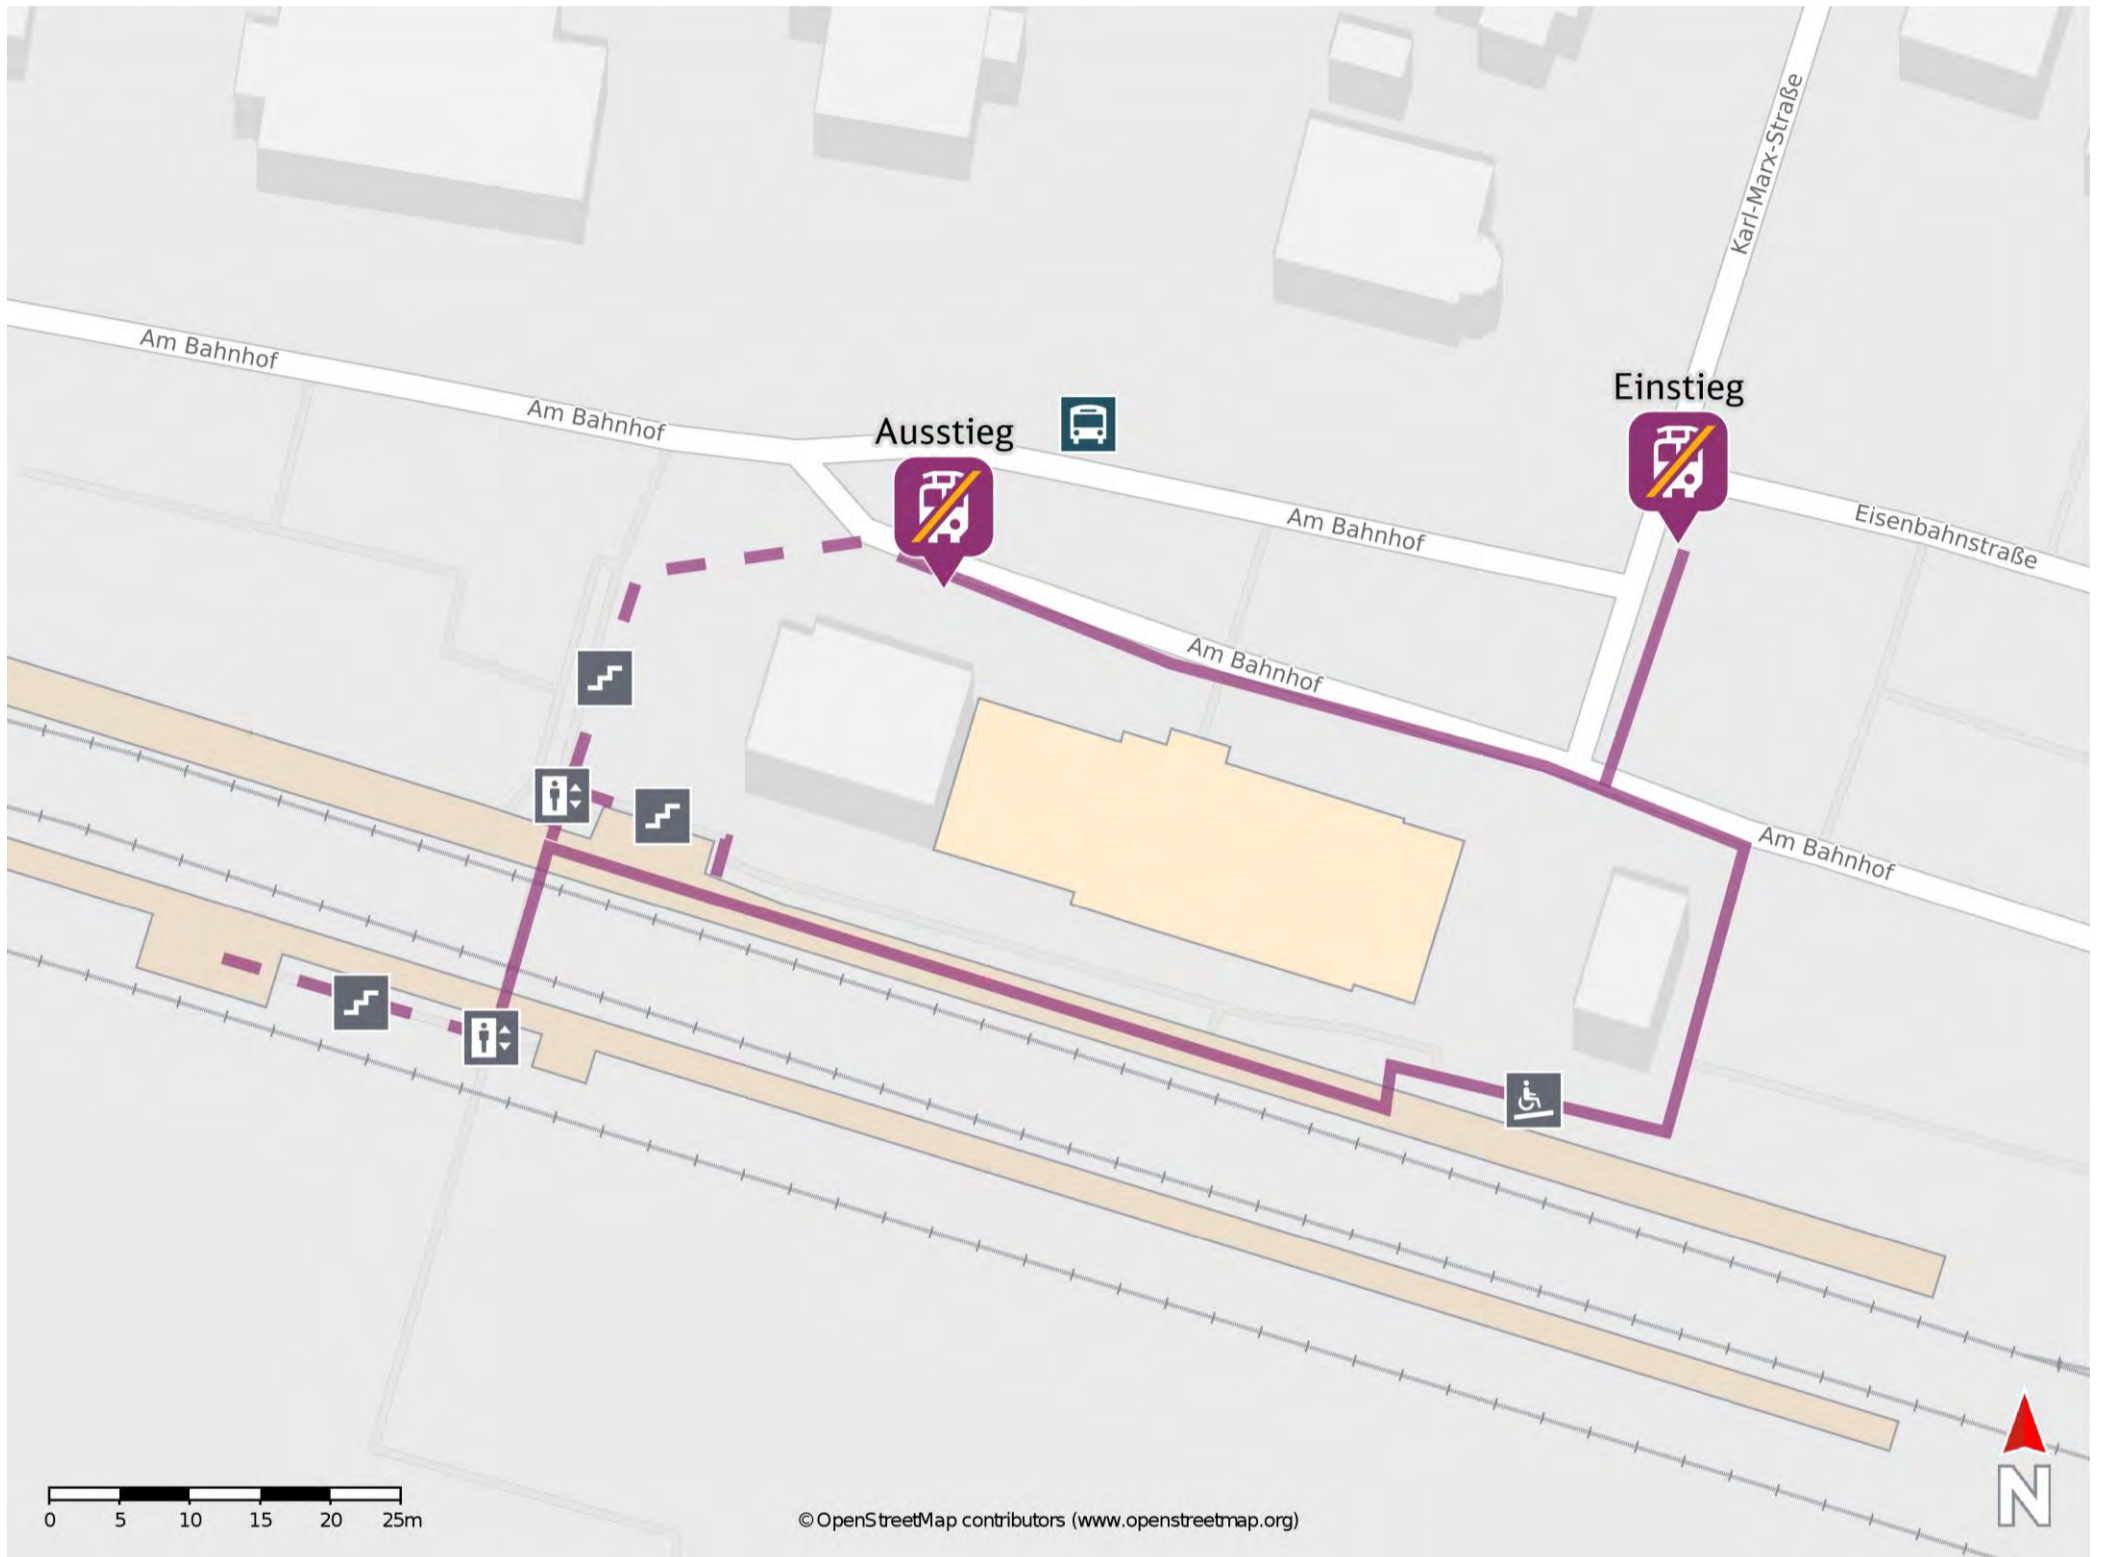 Karl-Marx-Straße
Am Bahnhof
Am Bahnhof
Ausstieg
Einstieg
Am Bahnhof
Eisenbahnstraße
Am Bahnhof
Am Bahnhof
0 5 10 15 20 25m
© OpenStreetMap contributors (www.openstreetmap.org)
N